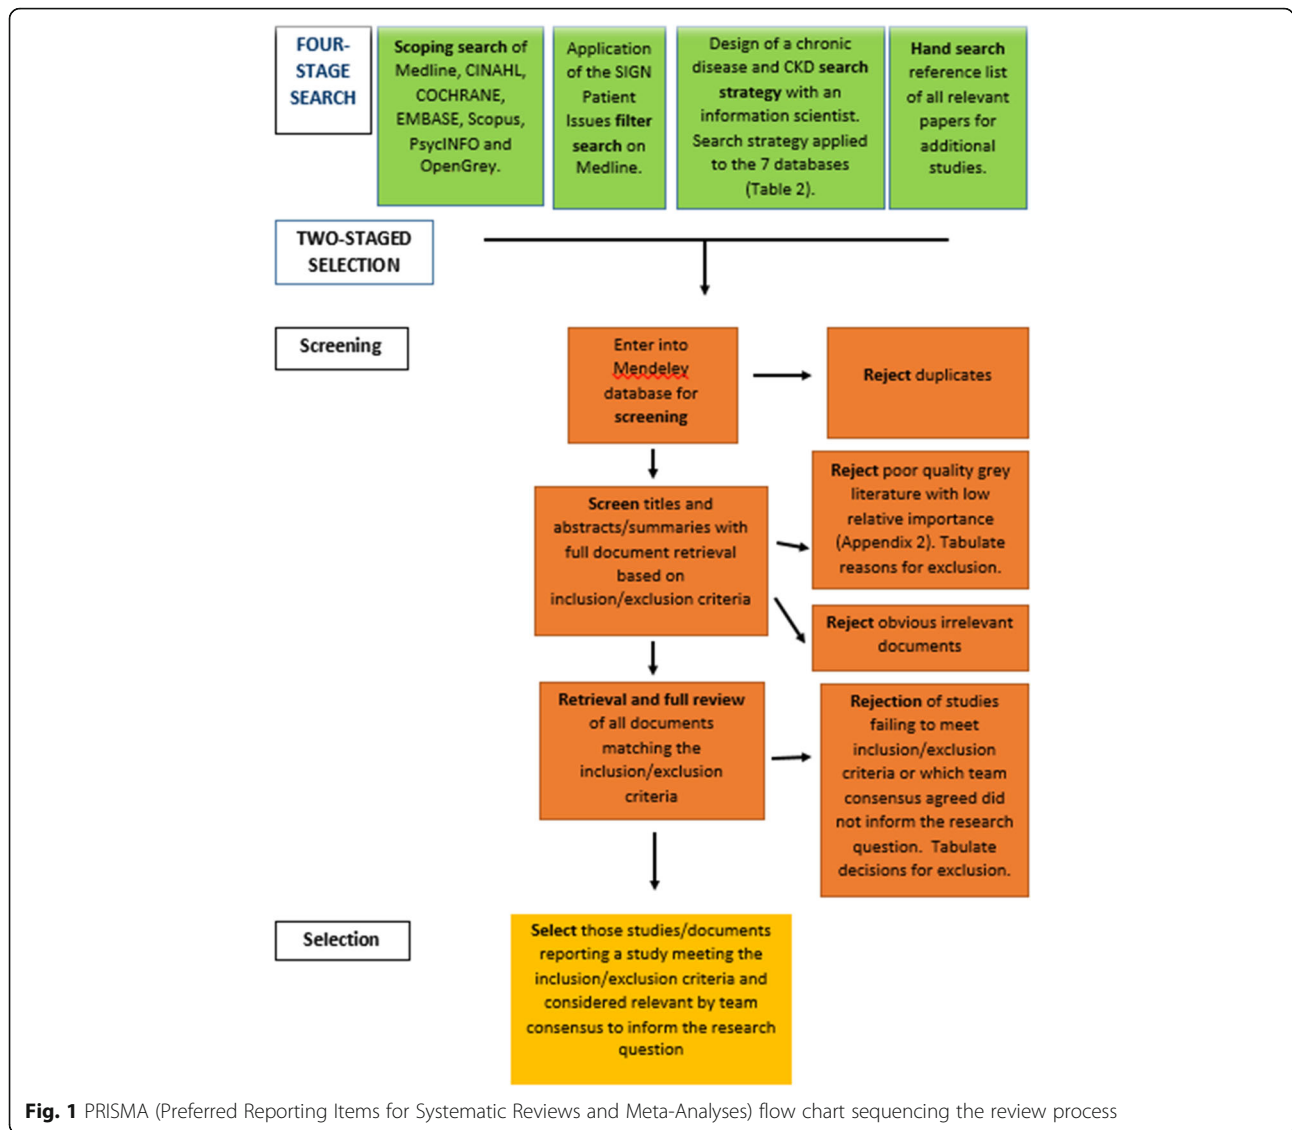 FOUR-
STAGE
SEARCH
Scoping search of
Medline, CINAHL,
COCHRANE,
EMBASE, Scopus,
PsycINFO and
OpenGrey.
Application
of the SIGN
Patient
Issues filter
search on
Medline.
Design of a chronic
disease and CKD search
strategy with an
information scientist.
Search strategy applied
to the 7 databases
(Table 2).
Hand search
reference list
of all relevant
papers for
additional
studies.
TWO-STAGED
SELECTION
Screening
Enter into
Mendeley
database for
screening
Reject duplicates
Screen titles and
abstracts/summaries with
full document retrieval
based on
inclusion/exclusion criteria
Reject poor quality grey
literature with low
relative importance
(Appendix 2). Tabulate
reasons for exclusion.
Reject obvious irrelevant
documents
Retrieval and full review
of all documents
matching the
inclusion/exclusion
criteria
Rejection of studies
failing to meet
inclusion/exclusion
criteria or which team
consensus agreed did
not inform the research
question. Tabulate
decisions for exclusion.
Selection
Select those studies/documents
reporting a study meeting the
inclusion/exclusion criteria and
considered relevant by team
consensus to inform the research
question
Fig. 1 PRISMA (Preferred Reporting Items for Systematic Reviews and Meta-Analyses) flow chart sequencing the review process